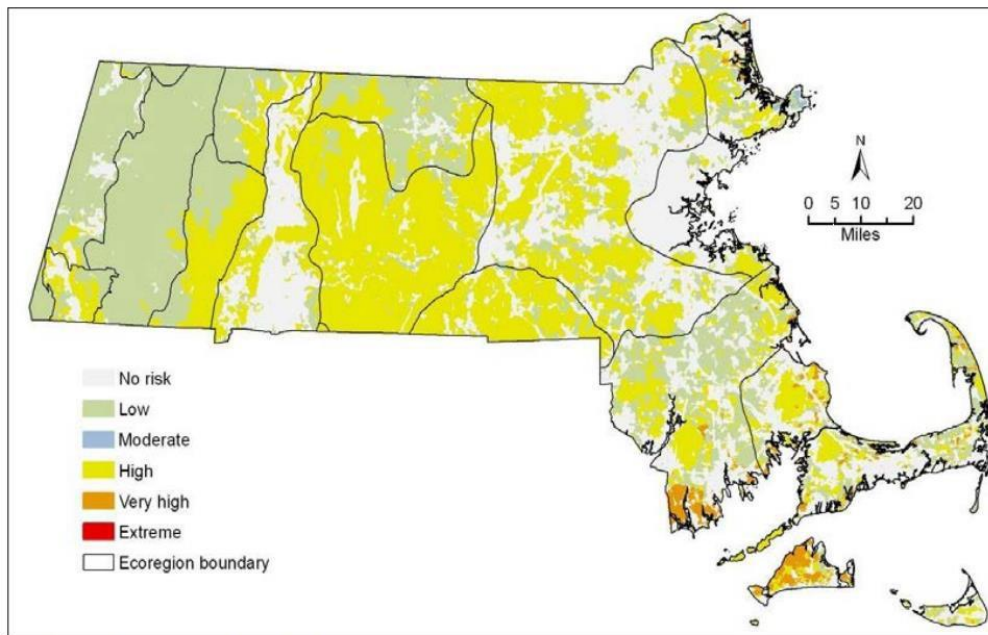 N
0 5 10 20
Miles
No risk
Low
Moderate
High
Very high
Extreme
Ecoregion boundary